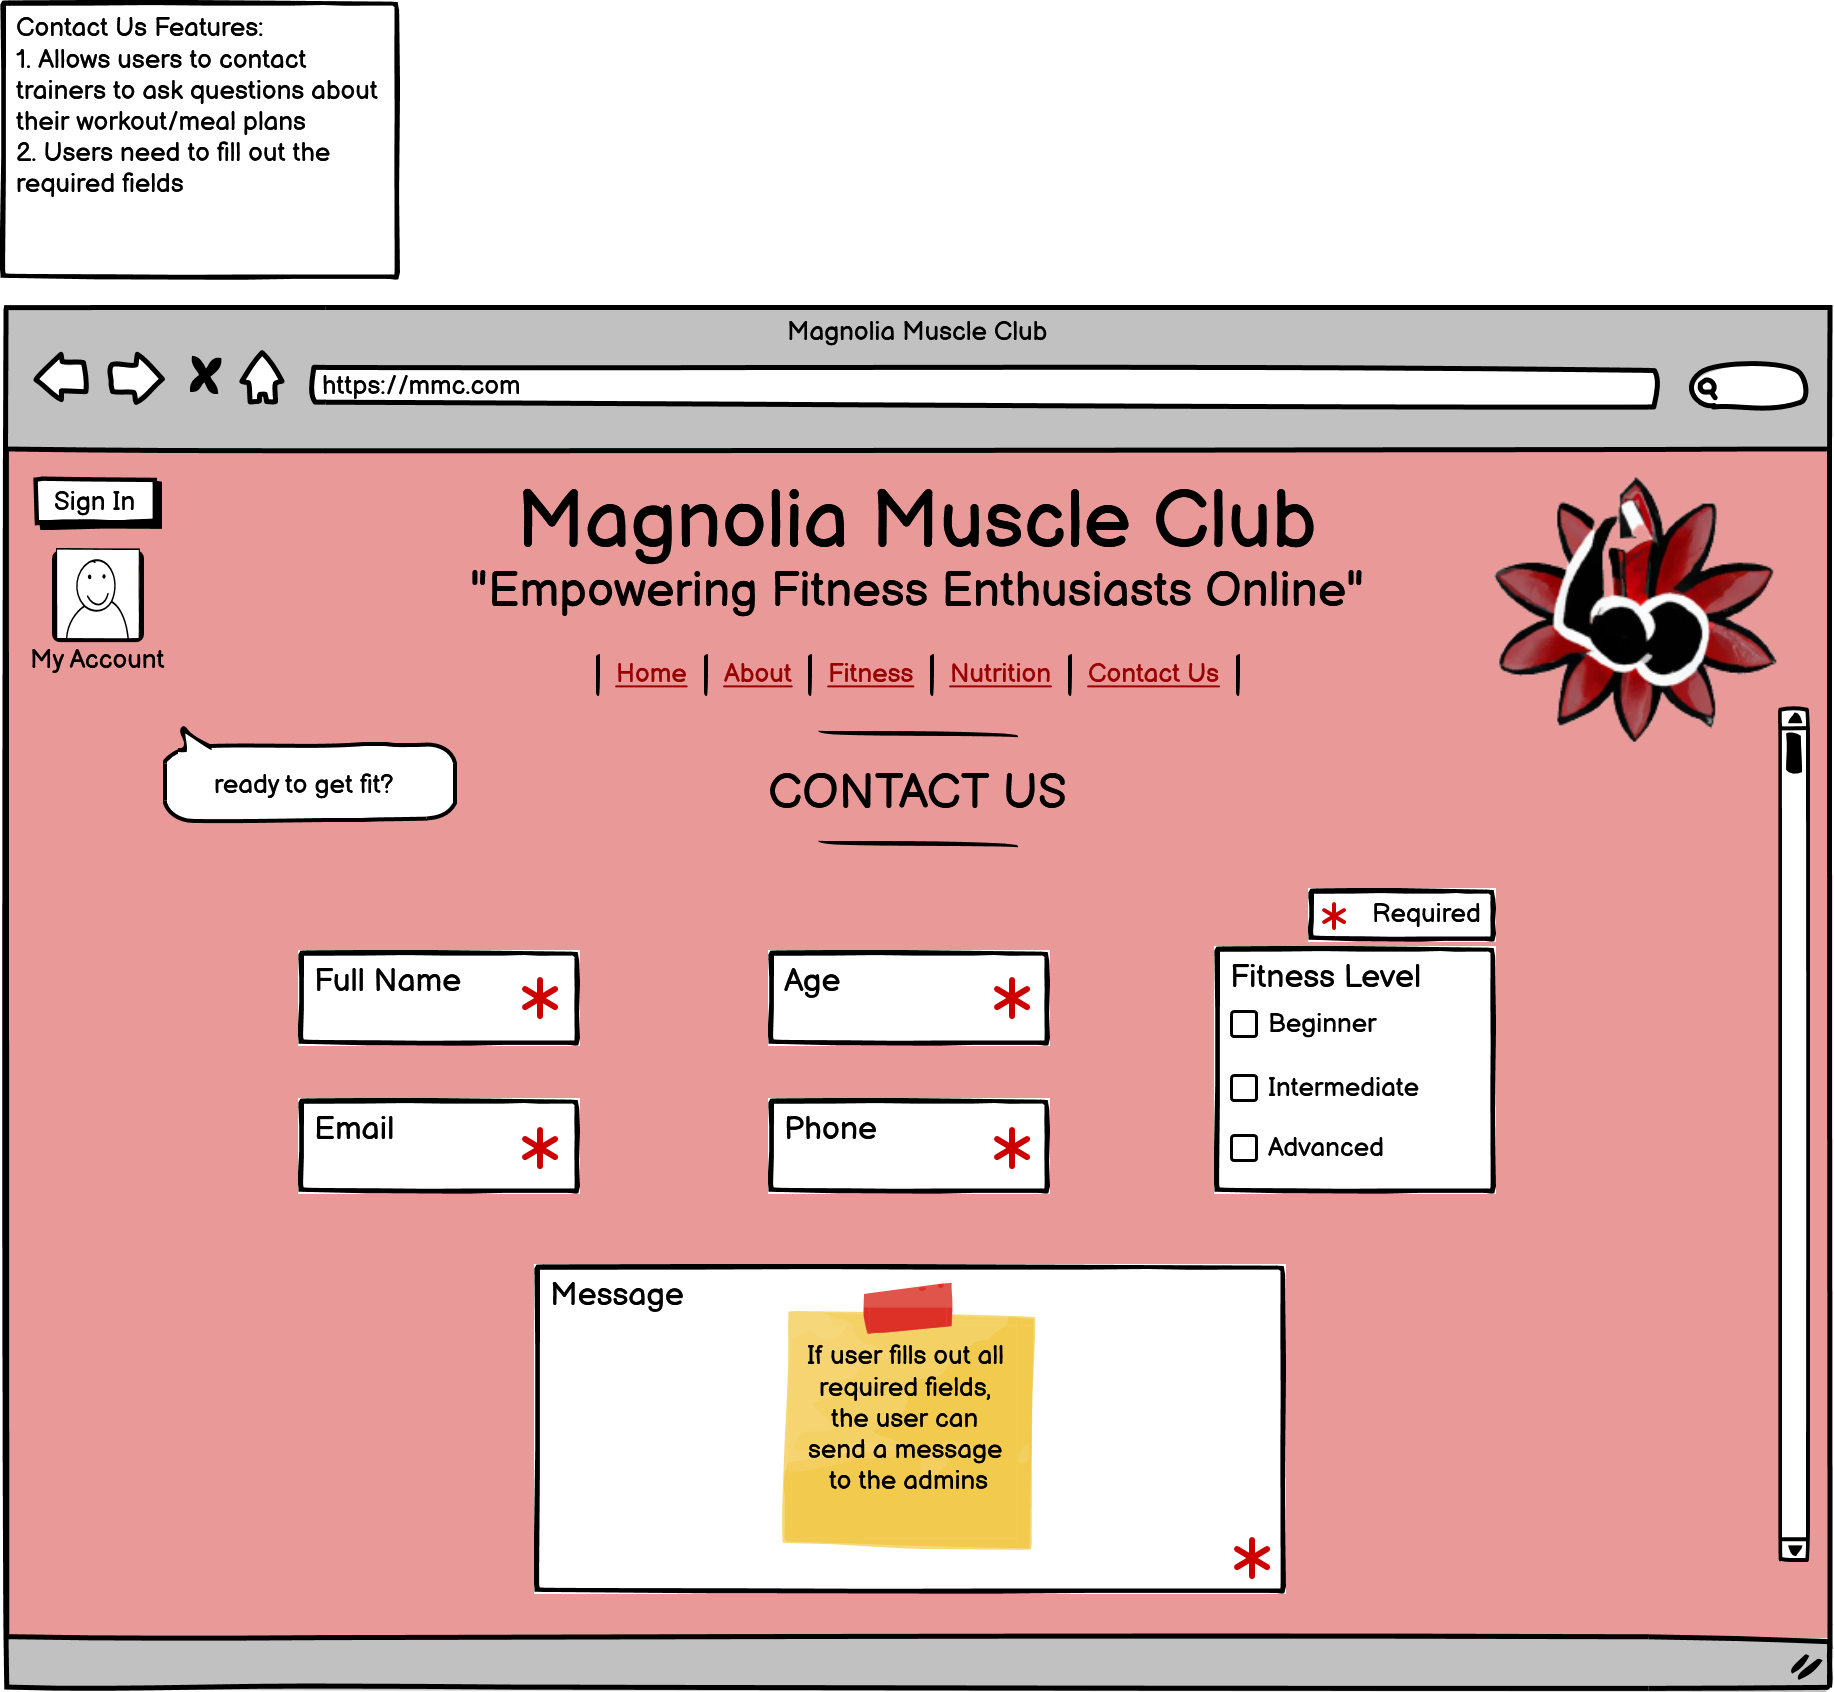 Contact Us Features:
1. Allows users to contact
trainers to ask questions about
their workout/meal plans
2. Users need to fill out the
required fields
Magnolia Muscle Club
https://mmc.com
Sign In
My Account
Magnolia Muscle Club
"Empowering Fitness Enthusiasts Online"
Home
About
Fitness
Nutrition
Contact Us
ready to get fit?
CONTACT US
* Required
Full Name *
Age *
Fitness Level
Beginner
Intermediate
Advanced
Email *
Phone *
Message
If user fills out all
required fields,
the user can
send a message
to the admins
*